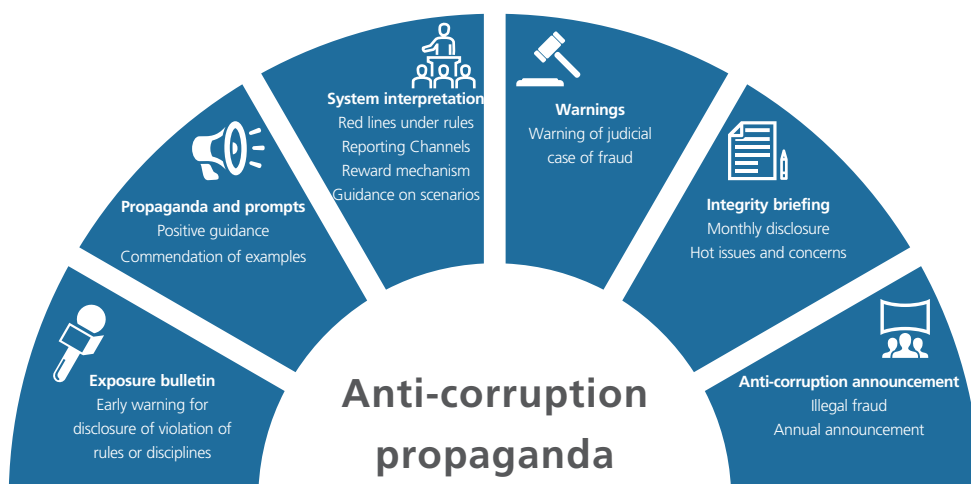 Exposure bulletin
Early warning for
disclosure of violation of
rules or disciplines
Propaganda and prompts
Positive guidance
Commendation of examples
System interpretation
Red lines under rules
Reporting Channels
Reward mechanism
Guidance on scenarios
Warnings
Warning of judicial
case of fraud
Integrity briefing
Monthly disclosure
Hot issues and concerns
Anti-corruption announcement
Illegal fraud
Annual announcement
Anti-corruption
propaganda